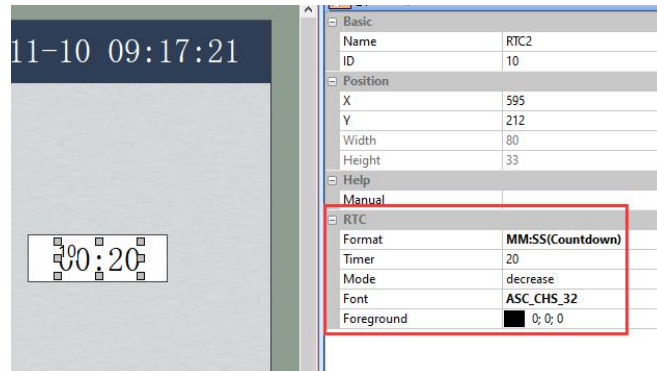 11-10 09:17:21
10
00:20
Basic
Name RTC2
ID 10
Position
X 595
Y 212
Width 80
Height 33
Help
Manual
RTC
Format MM:SS(Countdown)
Timer 20
Mode decrease
Font ASC_CHS_32
Foreground 0; 0; 0